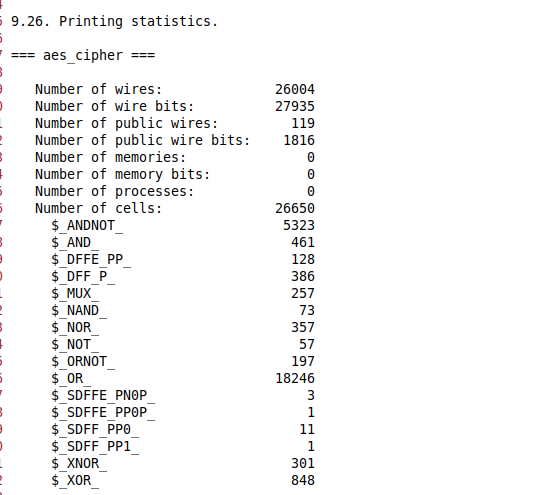 9.26. Printing statistics.
=== aes_cipher ===
Number of wires: 26004
Number of wire bits: 27935
Number of public wires: 119
Number of public wire bits: 1816
Number of memories: 0
Number of memory bits: 0
Number of processes: 0
Number of cells: 26650
$_ANDNOT_ 5323
$_AND_ 461
$_DFFE_PP_ 128
$_DFF_P_ 386
$_MUX_ 257
$_NAND_ 73
$_NOR_ 357
$_NOT_ 57
$_ORNOT_ 197
$_OR_ 18246
$_SDFFE_PN0P_ 3
$_SDFFE_PP0P_ 1
$_SDFF_PP0_ 11
$_SDFF_PP1_ 1
$_XNOR_ 301
$_XOR_ 848